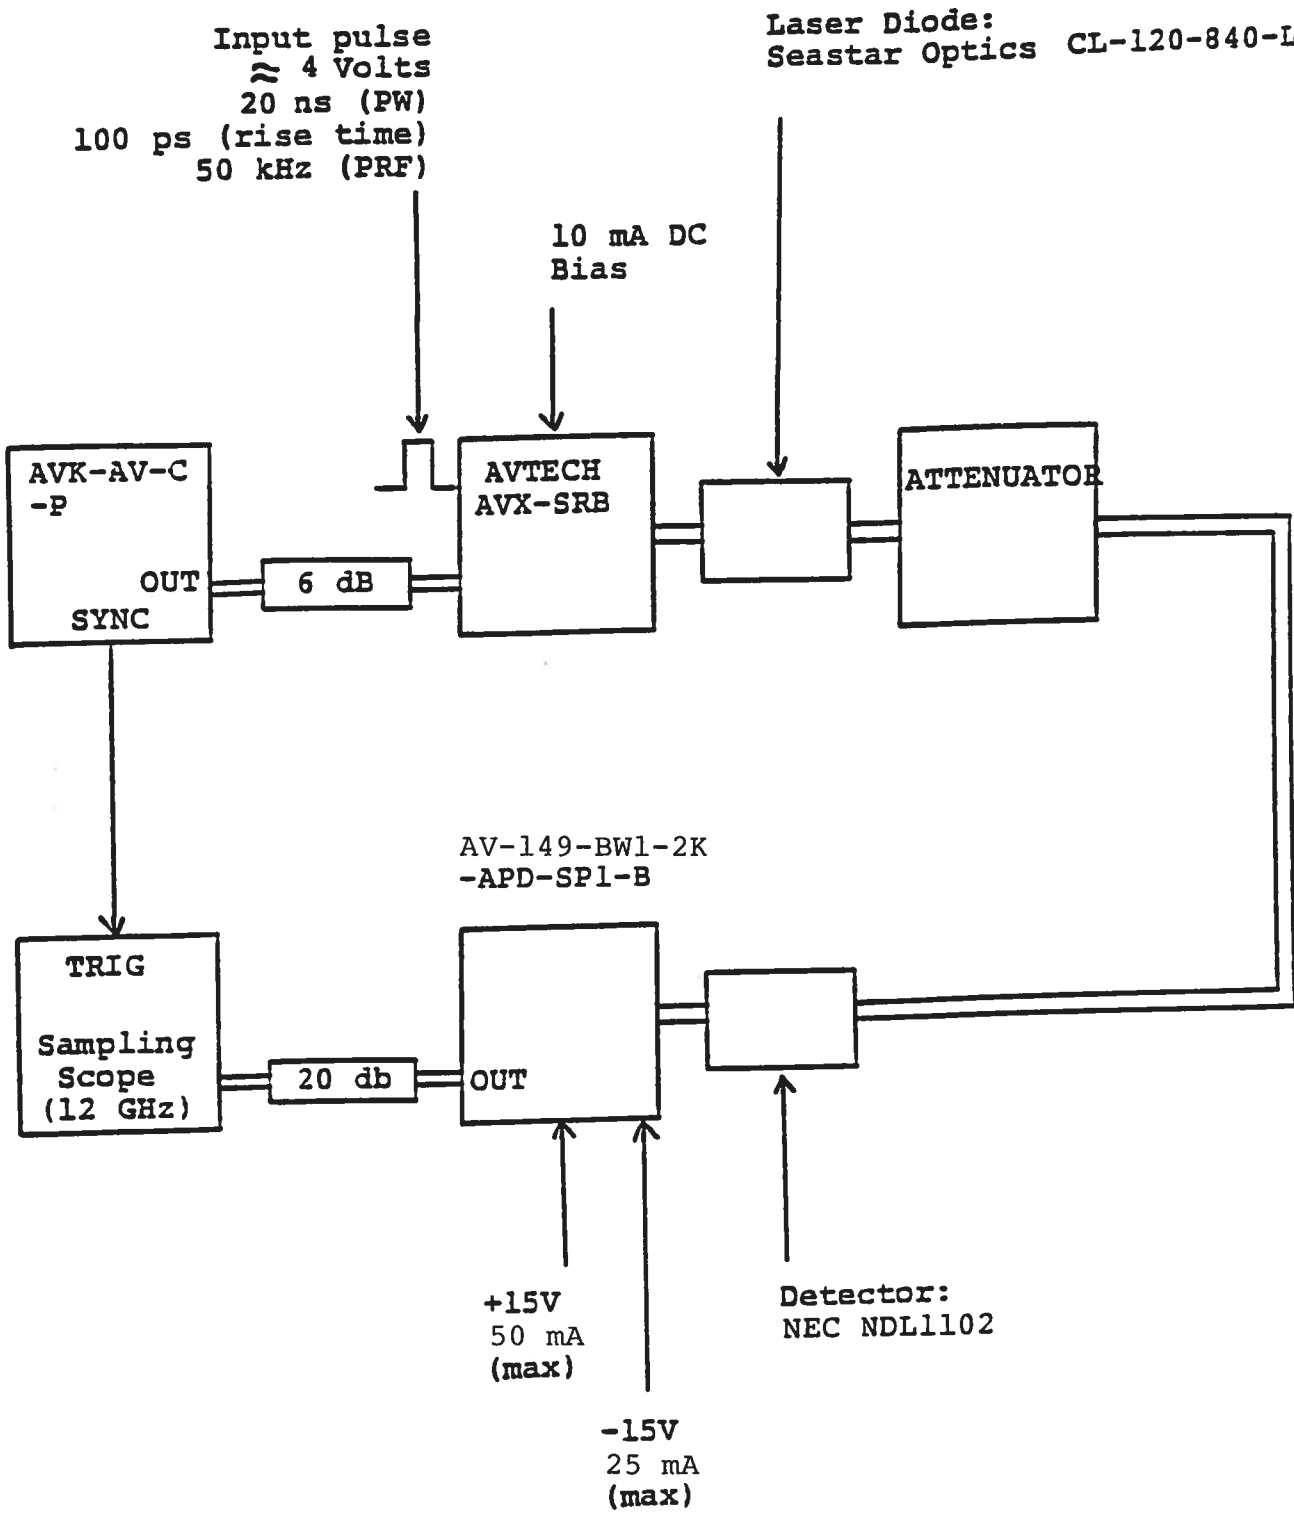 Input pulse
≈ 4 Volts
20 ns (PW)
100 ps (rise time)
50 kHz (PRF)
Laser Diode:
Seastar Optics CL-120-840-L
10 mA DC
Bias
AVK-AV-C
-P
OUT
SYNC
6 dB
AVTECH
AVX-SRB
ATTENUATOR
AV-149-BW1-2K
-APD-SP1-B
TRIG
Sampling
Scope
(12 GHz)
20 db
OUT
+15V
50 mA
(max)
-15V
25 mA
(max)
Detector:
NEC NDL1102